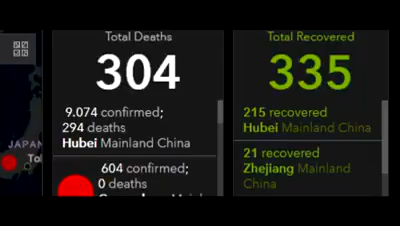 Total Deaths
304
9.074 confirmed;
294 deaths
Hubei Mainland China
604 confirmed;
0 deaths
Total Recovered
335
215 recovered
Hubei Mainland China
21 recovered
Zhejiang Mainland
China
JAPAN